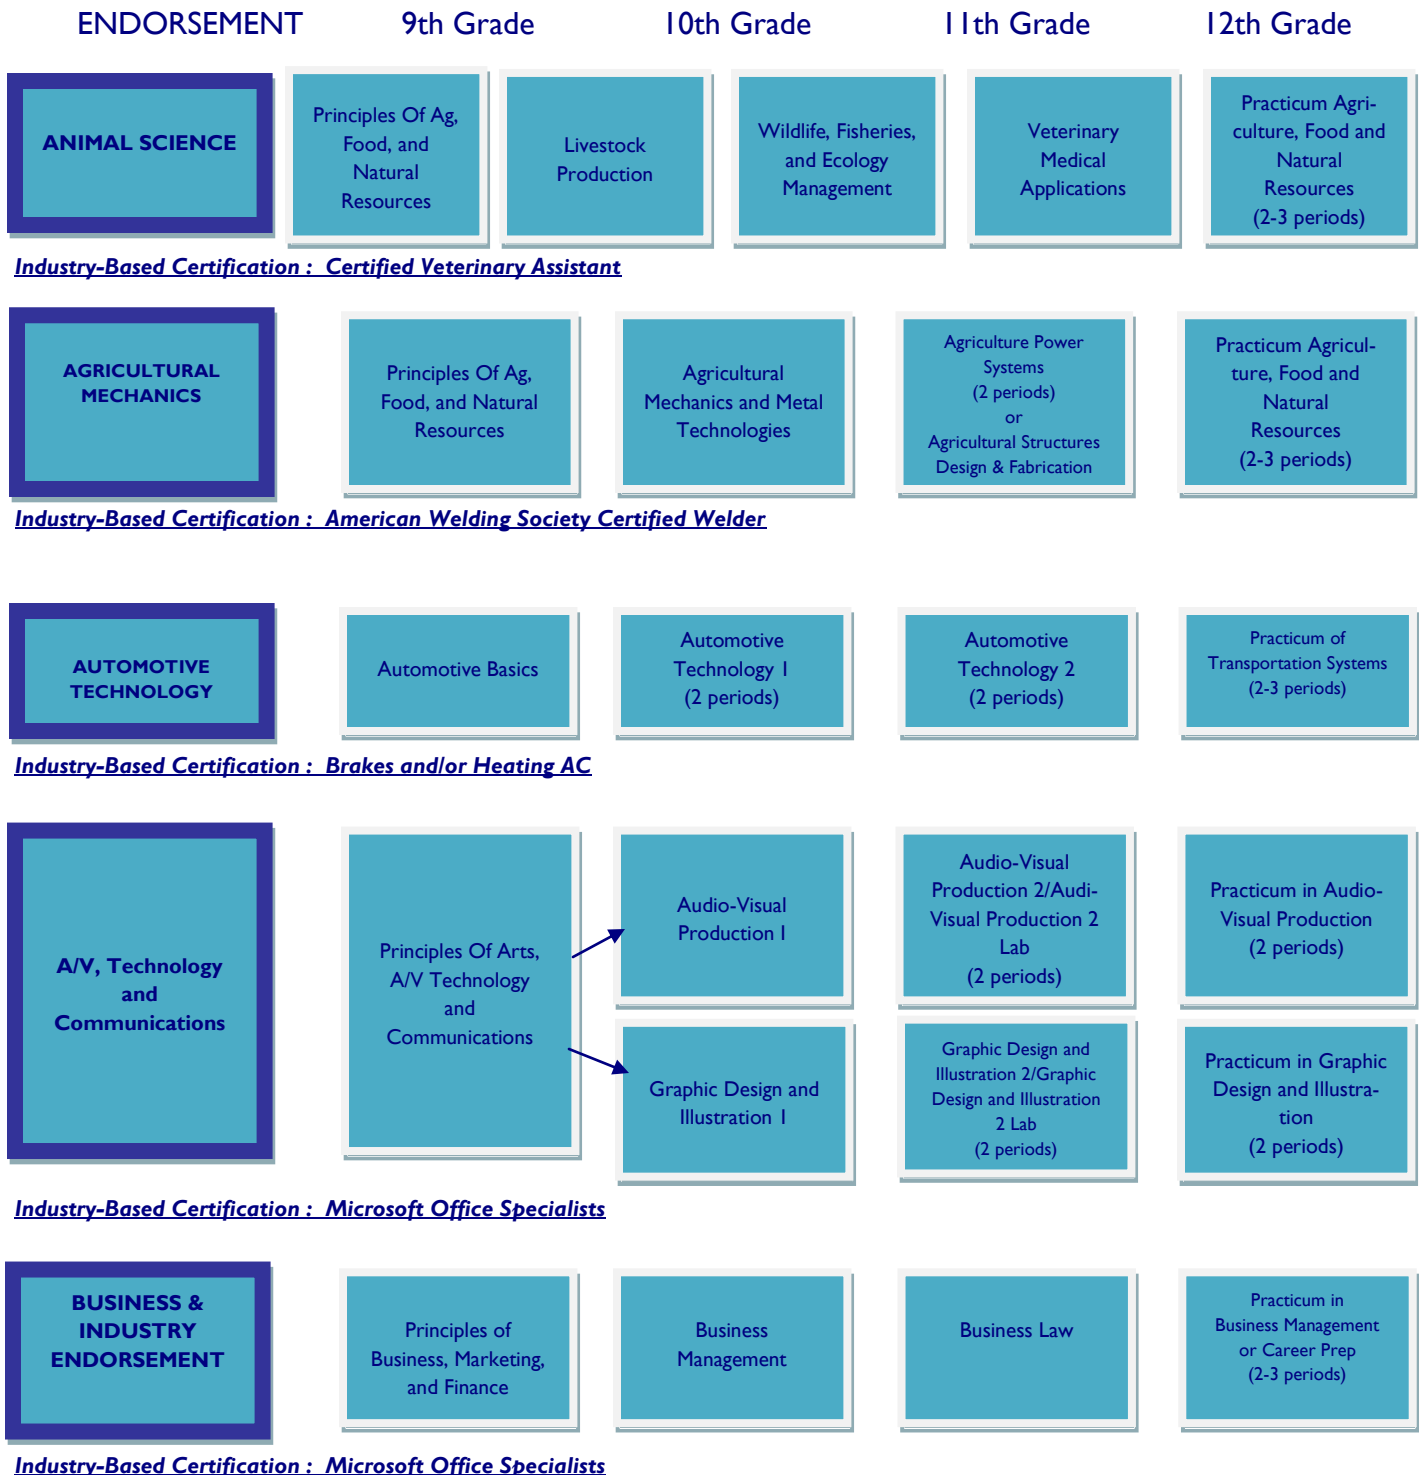 ENDORSEMENT 9th Grade 10th Grade 11th Grade 12th Grade
ANIMAL SCIENCE
Principles Of Ag,
Food, and
Natural
Resources
Livestock
Production
Wildlife, Fisheries,
and Ecology
Management
Veterinary
Medical
Applications
Practicum Agri-
culture, Food and
Natural
Resources
(2-3 periods)
Industry-Based Certification : Certified Veterinary Assistant
AGRICULTURAL
MECHANICS
Principles Of Ag,
Food, and Natural
Resources
Agricultural
Mechanics and Metal
Technologies
Agriculture Power
Systems
(2 periods)
or
Agricultural Structures
Design & Fabrication
Practicum Agricul-
ture, Food and
Natural
Resources
(2-3 periods)
Industry-Based Certification : American Welding Society Certified Welder
AUTOMOTIVE
TECHNOLOGY
Automotive Basics
Automotive
Technology 1
(2 periods)
Automotive
Technology 2
(2 periods)
Practicum of
Transportation Systems
(2-3 periods)
Industry-Based Certification : Brakes and/or Heating AC
A/V, Technology
and
Communications
Principles Of Arts,
A/V Technology
and
Communications
Audio-Visual
Production I
Audio-Visual
Production 2/Audi-
Visual Production 2
Lab
(2 periods)
Practicum in Audio-
Visual Production
(2 periods)
Graphic Design and
Illustration 1
Graphic Design and
Illustration 2/Graphic
Design and Illustration
2 Lab
(2 periods)
Practicum in Graphic
Design and Illustra-
tion
(2 periods)
Industry-Based Certification : Microsoft Office Specialists
BUSINESS &
INDUSTRY
ENDORSEMENT
Principles of
Business, Marketing,
and Finance
Business
Management
Business Law
Practicum in
Business Management
or Career Prep
(2-3 periods)
Industry-Based Certification : Microsoft Office Specialists